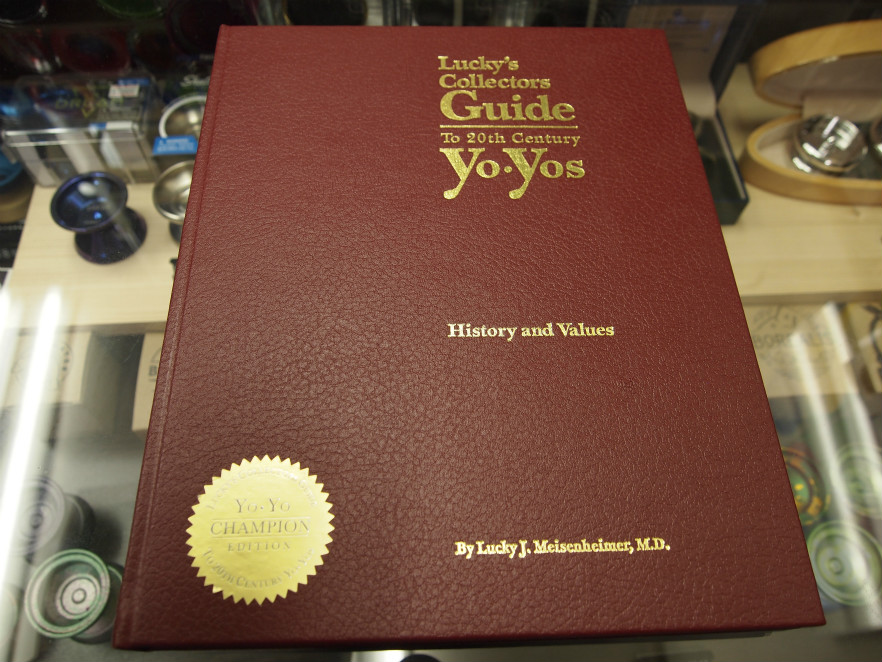 Lucky's
Collectors
Guide
To 20th Century
Yo-Yos
History and Values
Yo-Yo
CHAMPION
EDITION
By Lucky J. Meisenheimer, M.D.